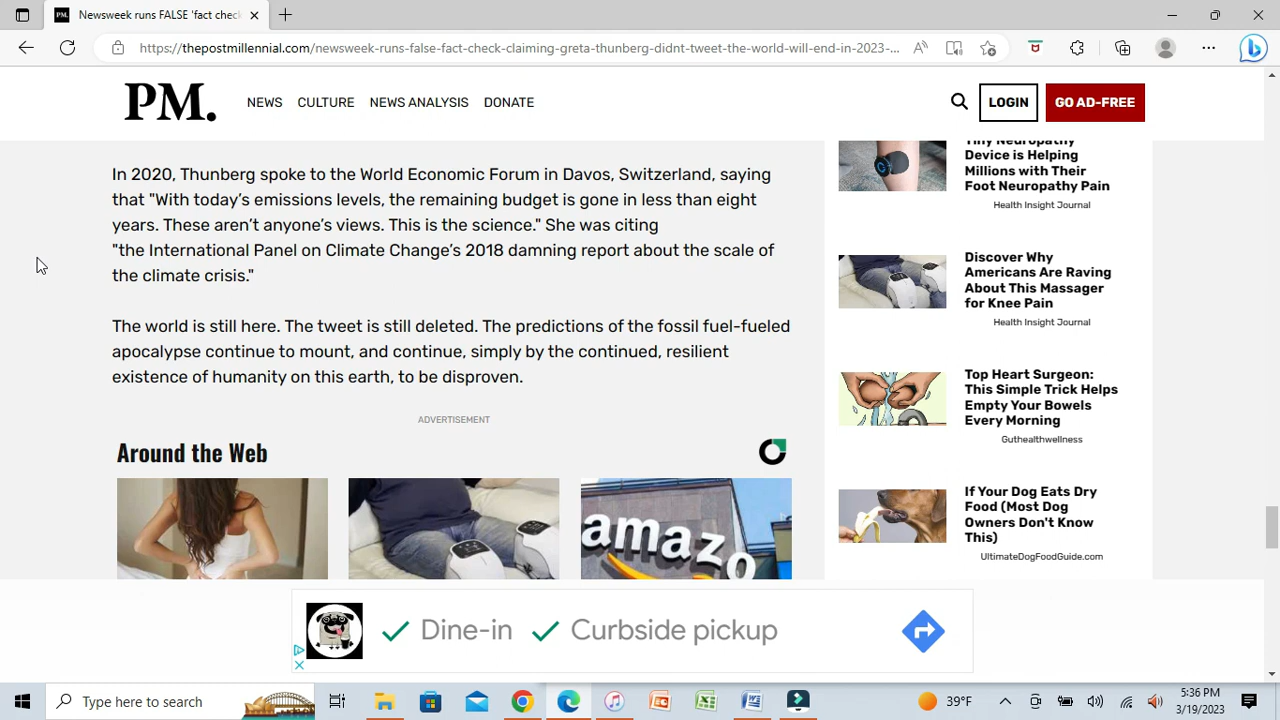 Newsweek runs FALSE fact check
https://thepostmillennial.com/newsweek-runs-false-fact-check-claiming-greta-thunberg-didnt-tweet-the-world-will-end-in-2023-...
PM.
NEWS
CULTURE
NEWS ANALYSIS
DONATE
LOGIN
GO AD-FREE
In 2020, Thunberg spoke to the World Economic Forum in Davos, Switzerland, saying
that "With today's emissions levels, the remaining budget is gone in less than eight
years. These aren't anyone's views. This is the science." She was citing
"the International Panel on Climate Change's 2018 damning report about the scale of
the climate crisis."
The world is still here. The tweet is still deleted. The predictions of the fossil fuel-fueled
apocalypse continue to mount, and continue, simply by the continued, resilient
existence of humanity on this earth, to be disproven.
ADVERTISEMENT
Around the Web
amazo
Tiny Neuropathy
Device is Helping
Millions with Their
Foot Neuropathy Pain
Health Insight Journal
Discover Why
Americans Are Raving
About This Massager
for Knee Pain
Health Insight Journal
Top Heart Surgeon:
This Simple Trick Helps
Empty Your Bowels
Every Morning
Guthealthwellness
If Your Dog Eats Dry
Food (Most Dog
Owners Don't Know
This)
UltimateDogFoodGuide.com
Dine-in
Curbside pickup
Type here to search
39°F
5:36 PM
3/19/2023